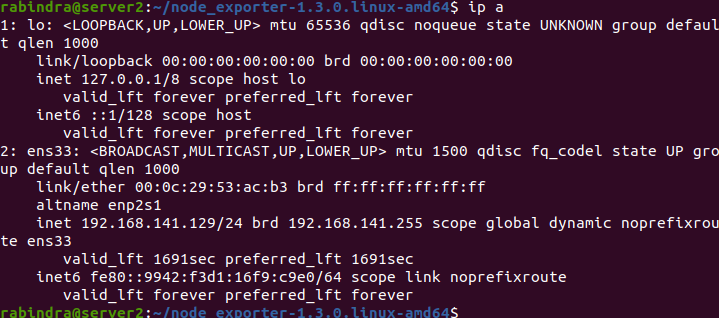 rabindra@server2:~/node_exporter-1.3.0.linux-amd64$ ip a
1: lo: <LOOPBACK,UP,LOWER_UP> mtu 65536 qdisc noqueue state UNKNOWN group defaul
t qlen 1000
    link/loopback 00:00:00:00:00:00 brd 00:00:00:00:00:00
    inet 127.0.0.1/8 scope host lo
       valid_lft forever preferred_lft forever
    inet6 ::1/128 scope host
       valid_lft forever preferred_lft forever
2: ens33: <BROADCAST,MULTICAST,UP,LOWER_UP> mtu 1500 qdisc fq_codel state UP gro
up default qlen 1000
    link/ether 00:0c:29:53:ac:b3 brd ff:ff:ff:ff:ff:ff
    altname enp2s1
    inet 192.168.141.129/24 brd 192.168.141.255 scope global dynamic noprefixrou
te ens33
       valid_lft 1691sec preferred_lft 1691sec
    inet6 fe80::9942:f3d1:16f9:c9e0/64 scope link noprefixroute
       valid_lft forever preferred_lft forever
rabindra@server2:~/node_exporter-1.3.0.linux-amd64$